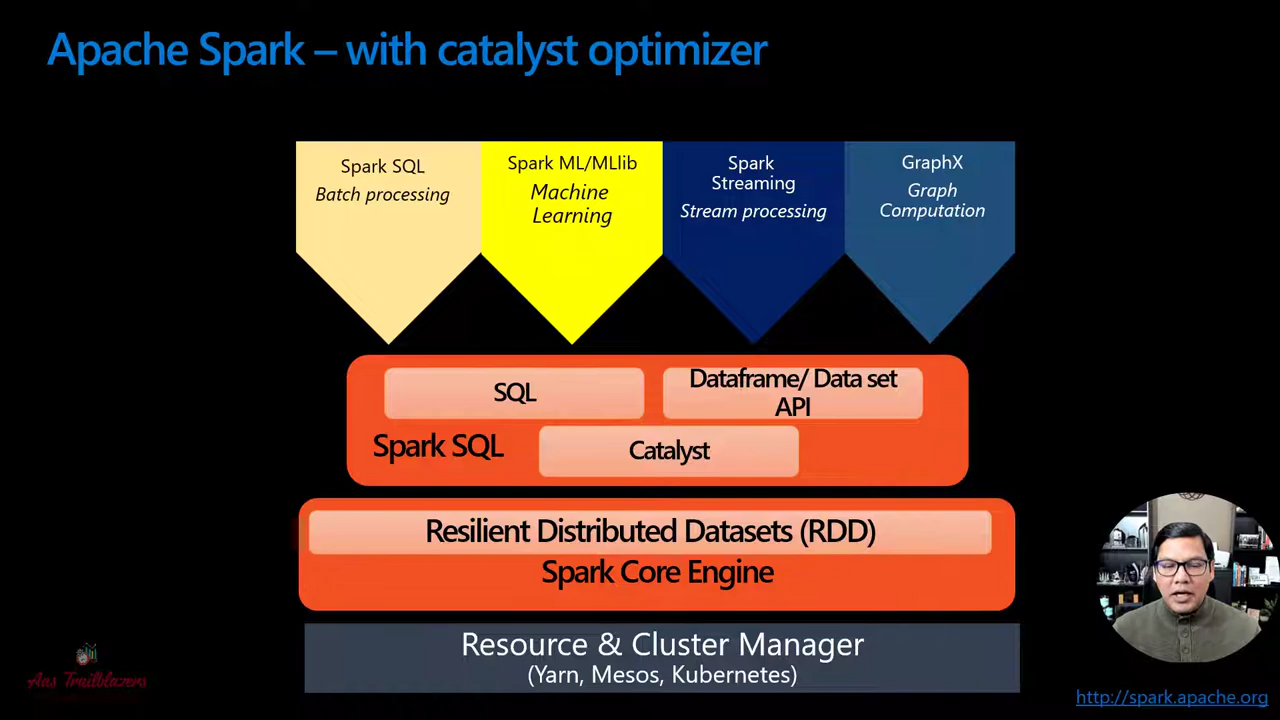 Apache Spark – with catalyst optimizer
Spark SQL
Batch processing
Spark ML/MLlib
Machine
Learning
Spark
Streaming
Stream processing
GraphX
Graph
Computation
SQL
Dataframe/ Data set
API
Spark SQL
Catalyst
Resilient Distributed Datasets (RDD)
Spark Core Engine
Resource & Cluster Manager
(Yarn, Mesos, Kubernetes)
Aas Trailblazers
http://spark.apache.org